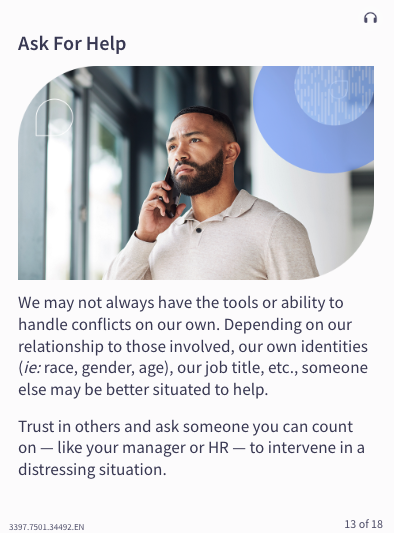 Ask For Help
We may not always have the tools or ability to
handle conflicts on our own. Depending on our
relationship to those involved, our own identities
(ie: race, gender, age), our job title, etc., someone
else may be better situated to help.
Trust in others and ask someone you can count
on — like your manager or HR — to intervene in a
distressing situation.
3397.7501.34492.EN
13 of 18